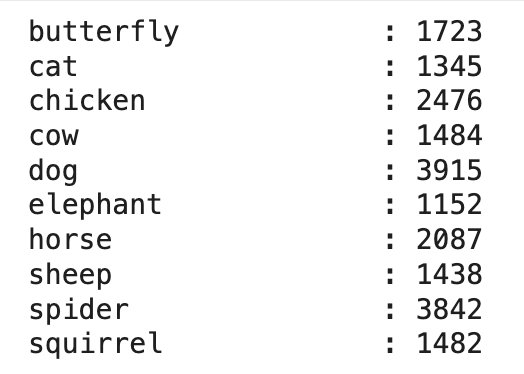 butterfly : 1723
cat : 1345
chicken : 2476
cow : 1484
dog : 3915
elephant : 1152
horse : 2087
sheep : 1438
spider : 3842
squirrel : 1482